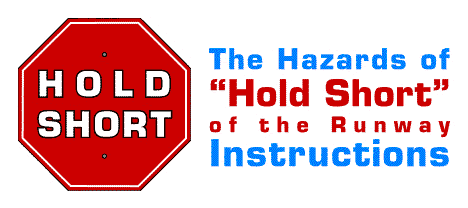 HOLD
SHORT
The Hazards of
“Hold Short”
of the Runway
Instructions